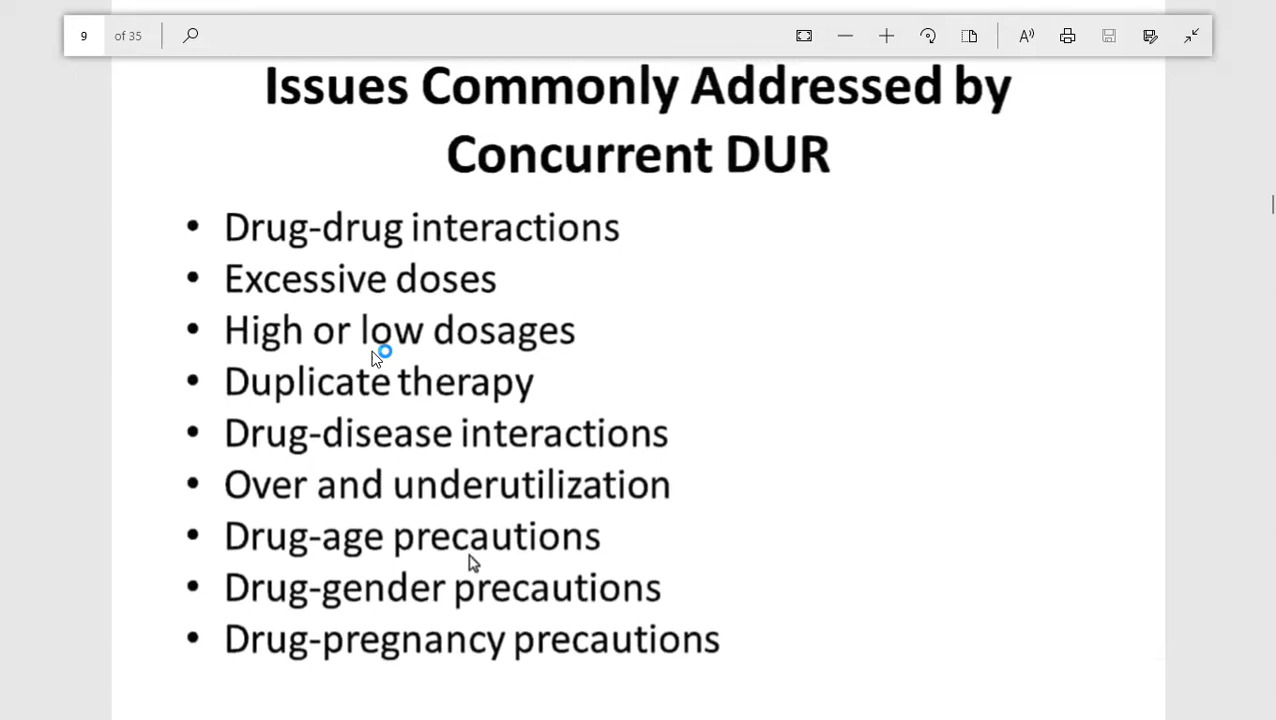 9 of 35
Issues Commonly Addressed by
Concurrent DUR
• Drug-drug interactions
• Excessive doses
• High or low dosages
• Duplicate therapy
• Drug-disease interactions
• Over and underutilization
• Drug-age precautions
• Drug-gender precautions
• Drug-pregnancy precautions